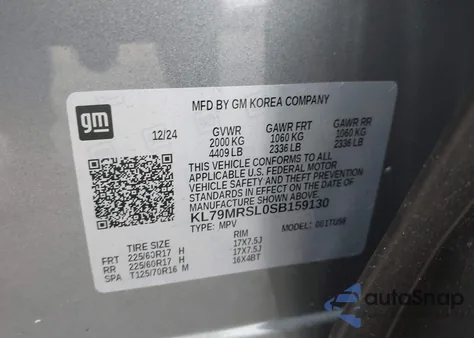 gm
MFD BY GM KOREA COMPANY
12/24 GVWR GAWR FRT GAWR RR
2000 KG 1060 KG 1060 KG
4409 LB 2336 LB 2336 LB
THIS VEHICLE CONFORMS TO ALL
APPLICABLE U.S. FEDERAL MOTOR
VEHICLE SAFETY AND THEFT PREVENTION
STANDARDS IN EFFECT ON THE DATE OF
MANUFACTURE SHOWN ABOVE.
KL79MRSL0SB159130
TYPE: MPV MODEL:
TIRE SIZE RIM
FRT 225/60R17 H 17X7.5J
RR 225/60R17 H 17X7.5J
SPA T125/70R16 M 16X4BT
autoSnap